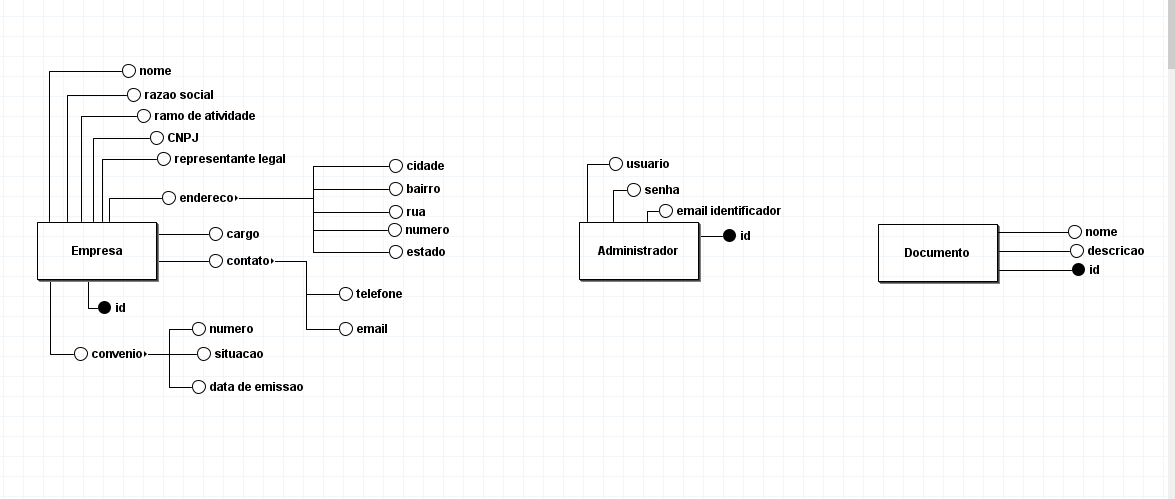 nome
razao social
ramo de atividade
CNPJ
representante legal
endereco
cidade
bairro
rua
numero
estado
Empresa
cargo
contato
telefone
email
id
convenio
numero
situacao
data de emissao
usuario
senha
email identificador
Administrador
id
Documento
nome
descricao
id